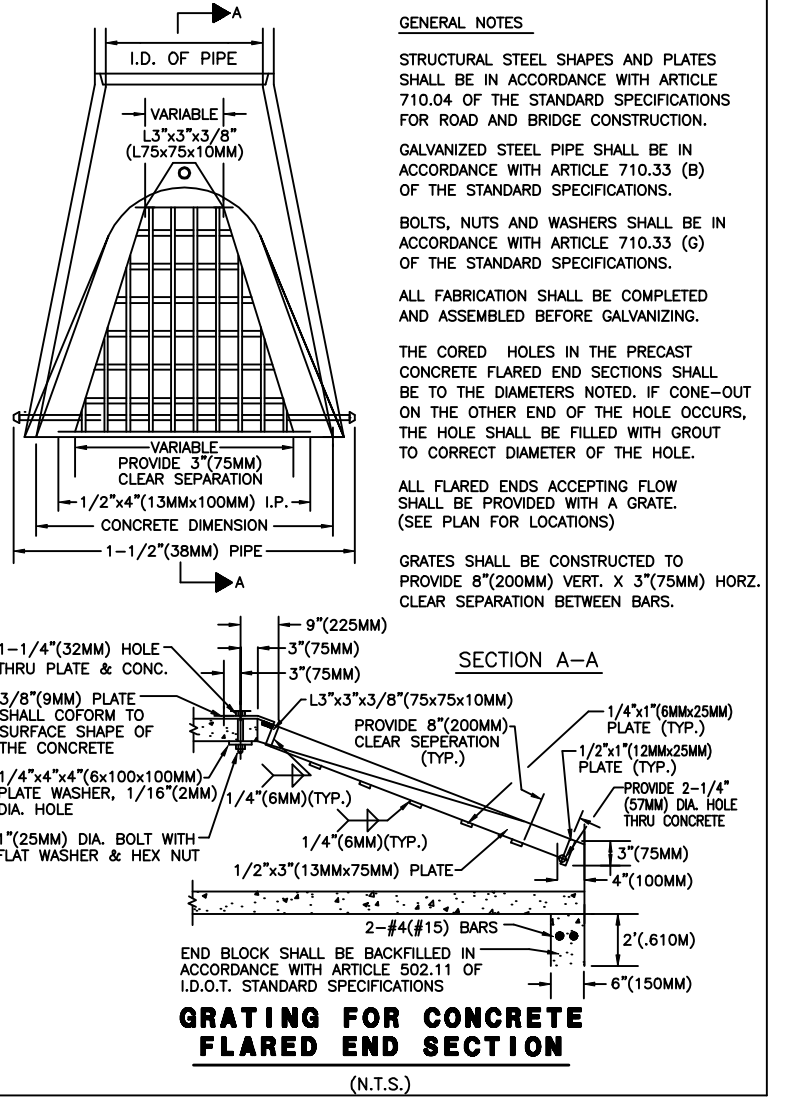 A
I.D. OF PIPE
VARIABLE
L3"x3"x3/8"
(L75x75x10MM)
VARIABLE
PROVIDE 3"(75MM)
CLEAR SEPARATION
1/2"x4"(13MMx100MM) I.P.
CONCRETE DIMENSION
1-1/2"(38MM) PIPE
A
GENERAL NOTES
STRUCTURAL STEEL SHAPES AND PLATES
SHALL BE IN ACCORDANCE WITH ARTICLE
710.04 OF THE STANDARD SPECIFICATIONS
FOR ROAD AND BRIDGE CONSTRUCTION.
GALVANIZED STEEL PIPE SHALL BE IN
ACCORDANCE WITH ARTICLE 710.33 (B)
OF THE STANDARD SPECIFICATIONS.
BOLTS, NUTS AND WASHERS SHALL BE IN
ACCORDANCE WITH ARTICLE 710.33 (G)
OF THE STANDARD SPECIFICATIONS.
ALL FABRICATION SHALL BE COMPLETED
AND ASSEMBLED BEFORE GALVANIZING.
THE CORED HOLES IN THE PRECAST
CONCRETE FLARED END SECTIONS SHALL
BE TO THE DIAMETERS NOTED. IF CONE-OUT
ON THE OTHER END OF THE HOLE OCCURS,
THE HOLE SHALL BE FILLED WITH GROUT
TO CORRECT DIAMETER OF THE HOLE.
ALL FLARED ENDS ACCEPTING FLOW
SHALL BE PROVIDED WITH A GRATE.
(SEE PLAN FOR LOCATIONS)
GRATES SHALL BE CONSTRUCTED TO
PROVIDE 8"(200MM) VERT. X 3"(75MM) HORZ.
CLEAR SEPARATION BETWEEN BARS.
SECTION A-A
9"(225MM)
3"(75MM)
3"(75MM)
1-1/4"(32MM) HOLE
THRU PLATE & CONC.
3/8"(9MM) PLATE
SHALL COFORM TO
SURFACE SHAPE OF
THE CONCRETE
1/4"x4"x4"(6x100x100MM)
PLATE WASHER, 1/16"(2MM)
DIA. HOLE
1"(25MM) DIA. BOLT WITH
FLAT WASHER & HEX NUT
L3"x3"x3/8"(75x75x10MM)
PROVIDE 8"(200MM)
CLEAR SEPERATION
(TYP.)
1/4"x1"(6MMx25MM)
PLATE (TYP.)
1/2"x1"(12MMx25MM)
PLATE (TYP.)
PROVIDE 2-1/4"
(57MM) DIA. HOLE
THRU CONCRETE
1/4"(6MM)(TYP.)
1/4"(6MM)(TYP.)
1/2"x3"(13MMx75MM) PLATE
3"(75MM)
4"(100MM)
2-#4(#15) BARS
2'(.610M)
6"(150MM)
END BLOCK SHALL BE BACKFILLED IN
ACCORDANCE WITH ARTICLE 502.11 OF
I.D.O.T. STANDARD SPECIFICATIONS
GRATING FOR CONCRETE
FLARED END SECTION
(N.T.S.)